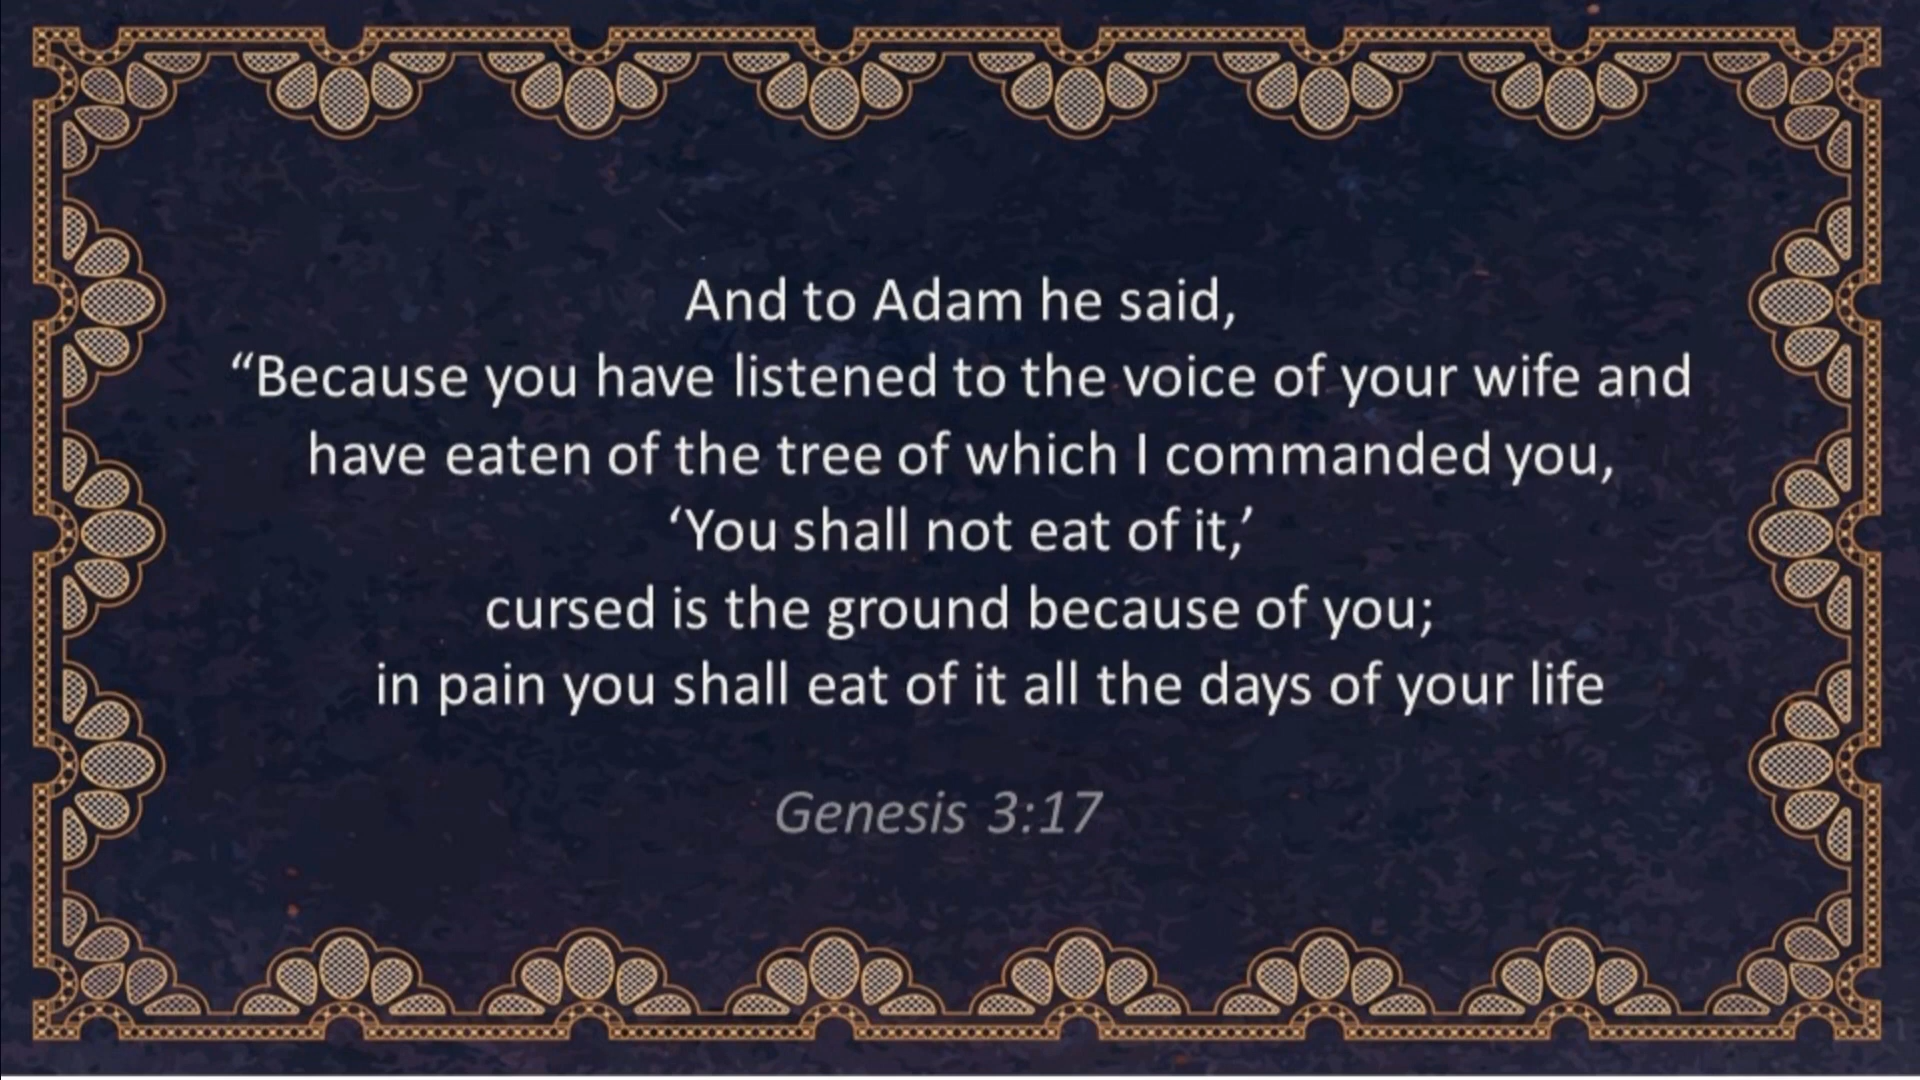 And to Adam he said,
“Because you have listened to the voice of your wife and
have eaten of the tree of which I commanded you,
‘You shall not eat of it,’
cursed is the ground because of you;
in pain you shall eat of it all the days of your life
Genesis 3:17